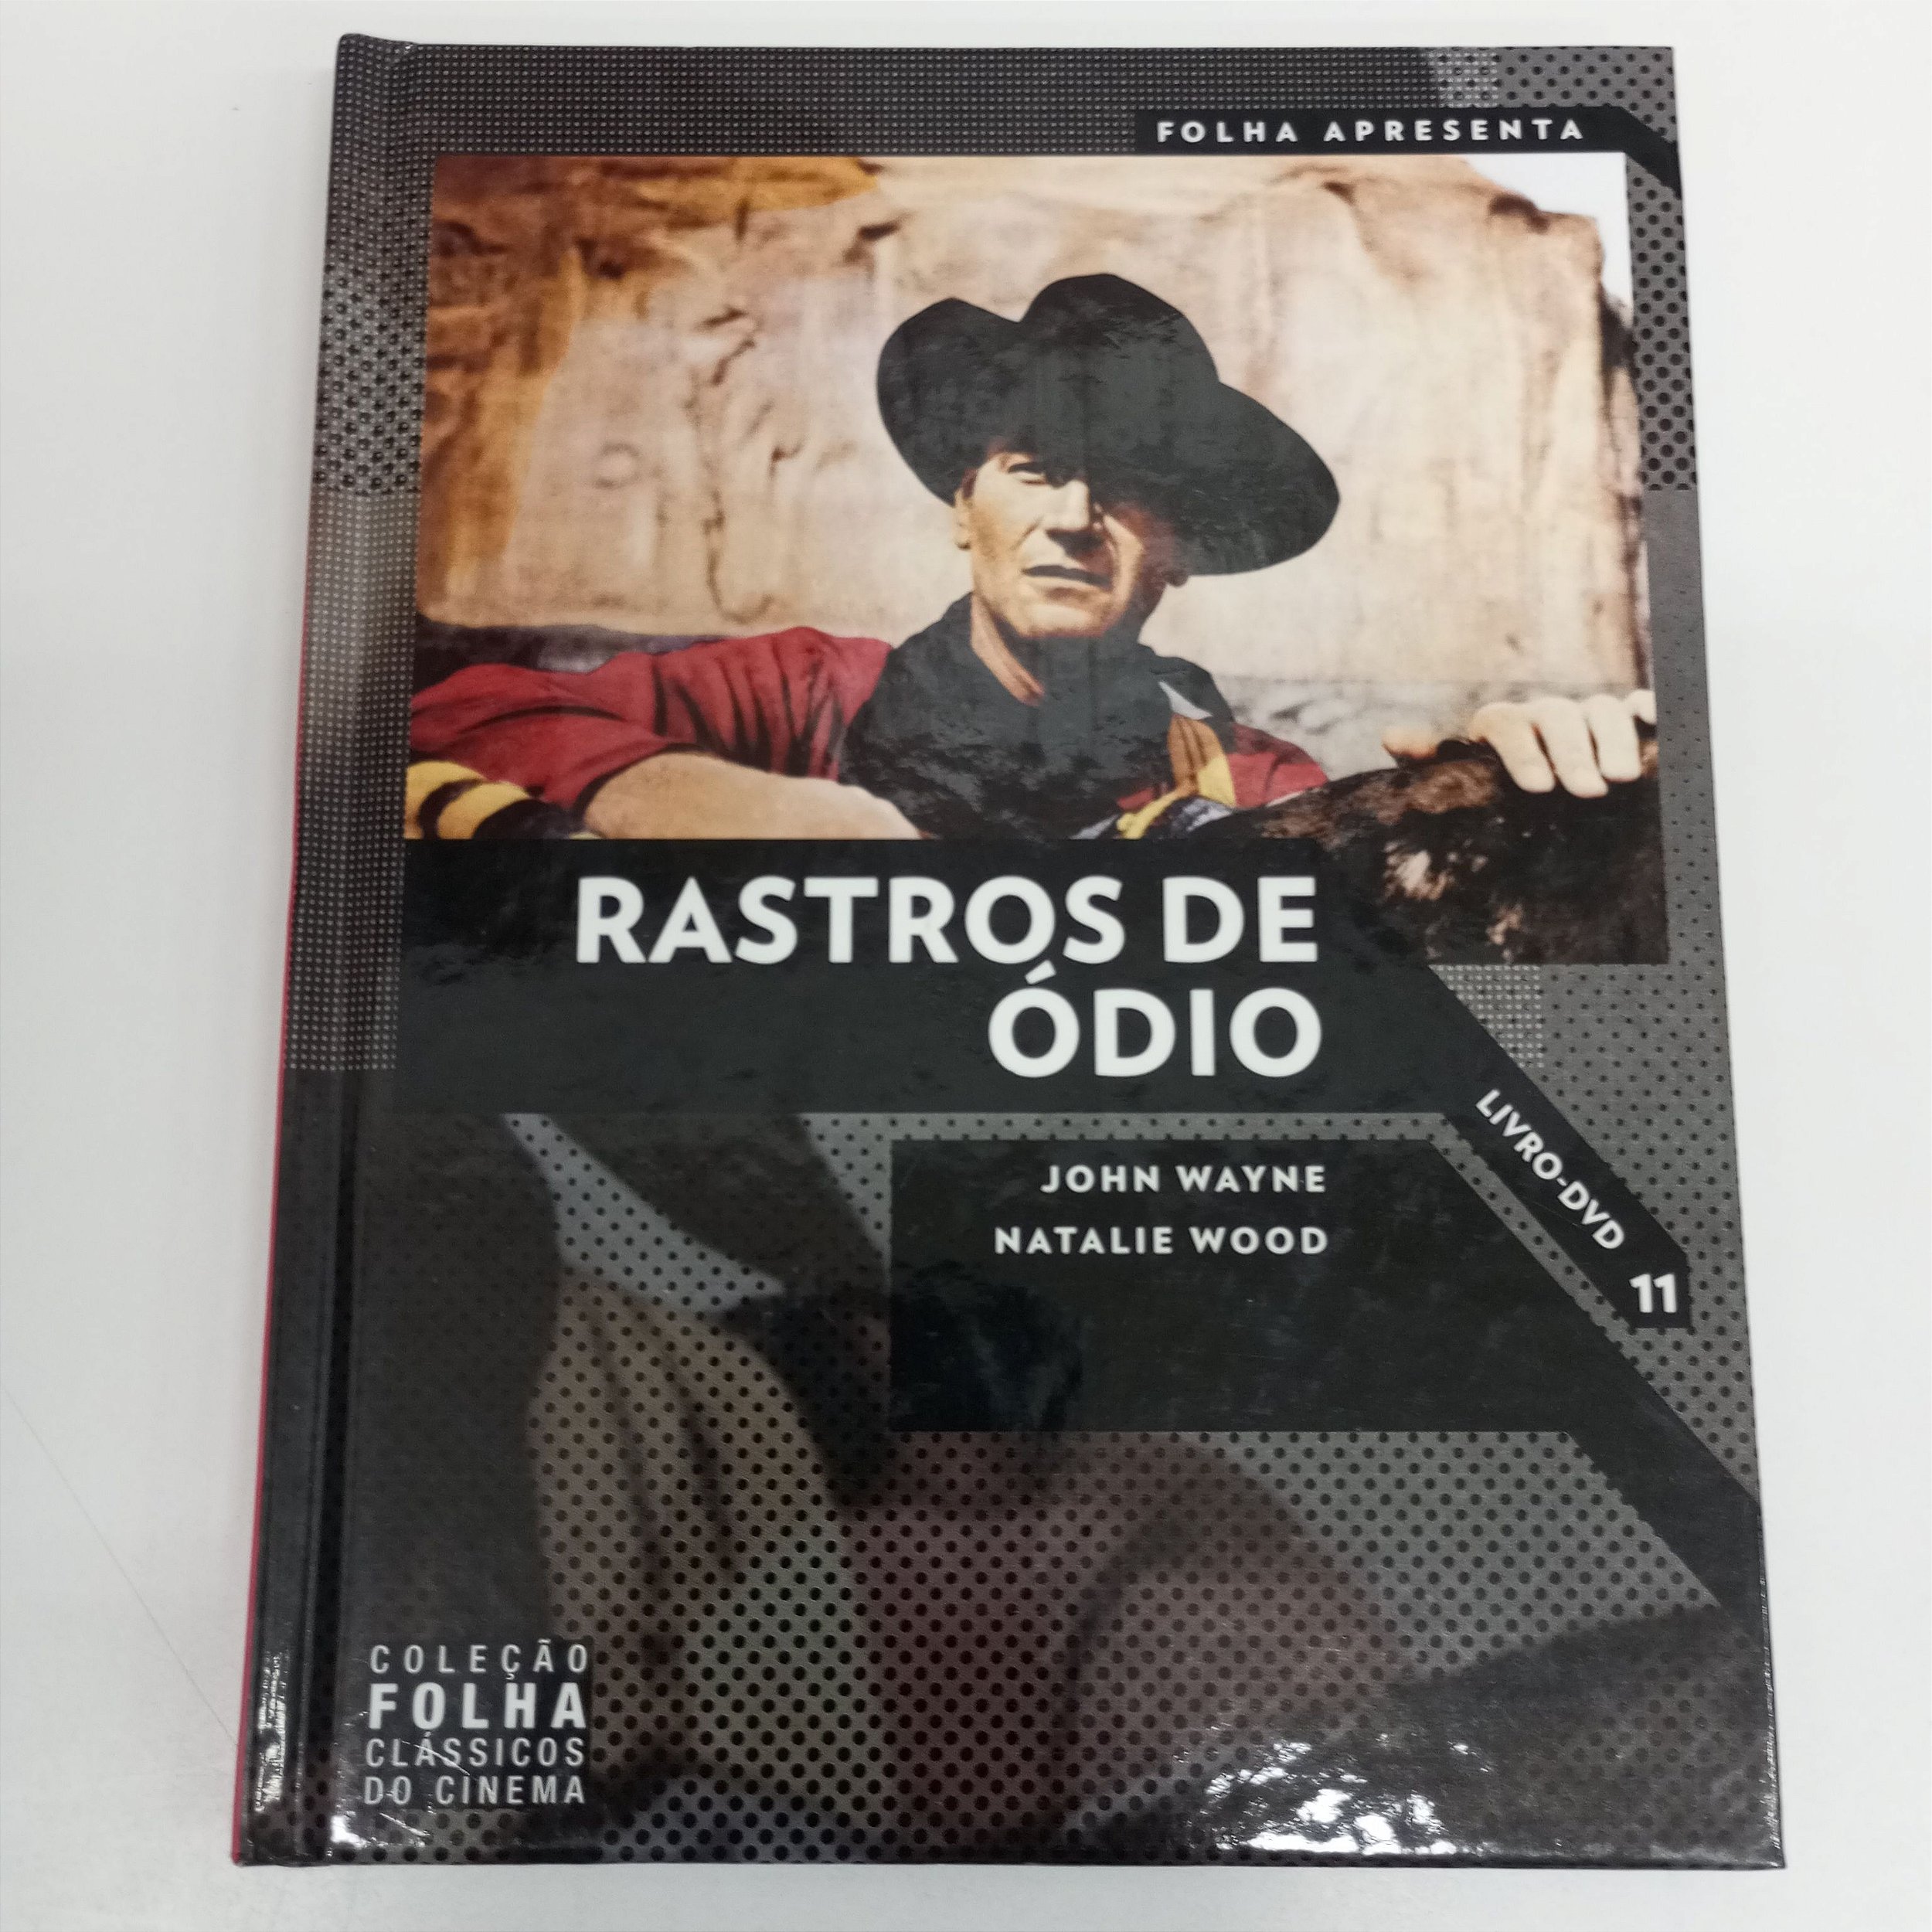 FOLHA APRESENTA
RASTROS DE
ÓDIO
JOHN WAYNE
NATALIE WOOD
LIVRO-DVD
11
COLEÇÃO
FOLHA
CLÁSSICOS
DO CINEMA